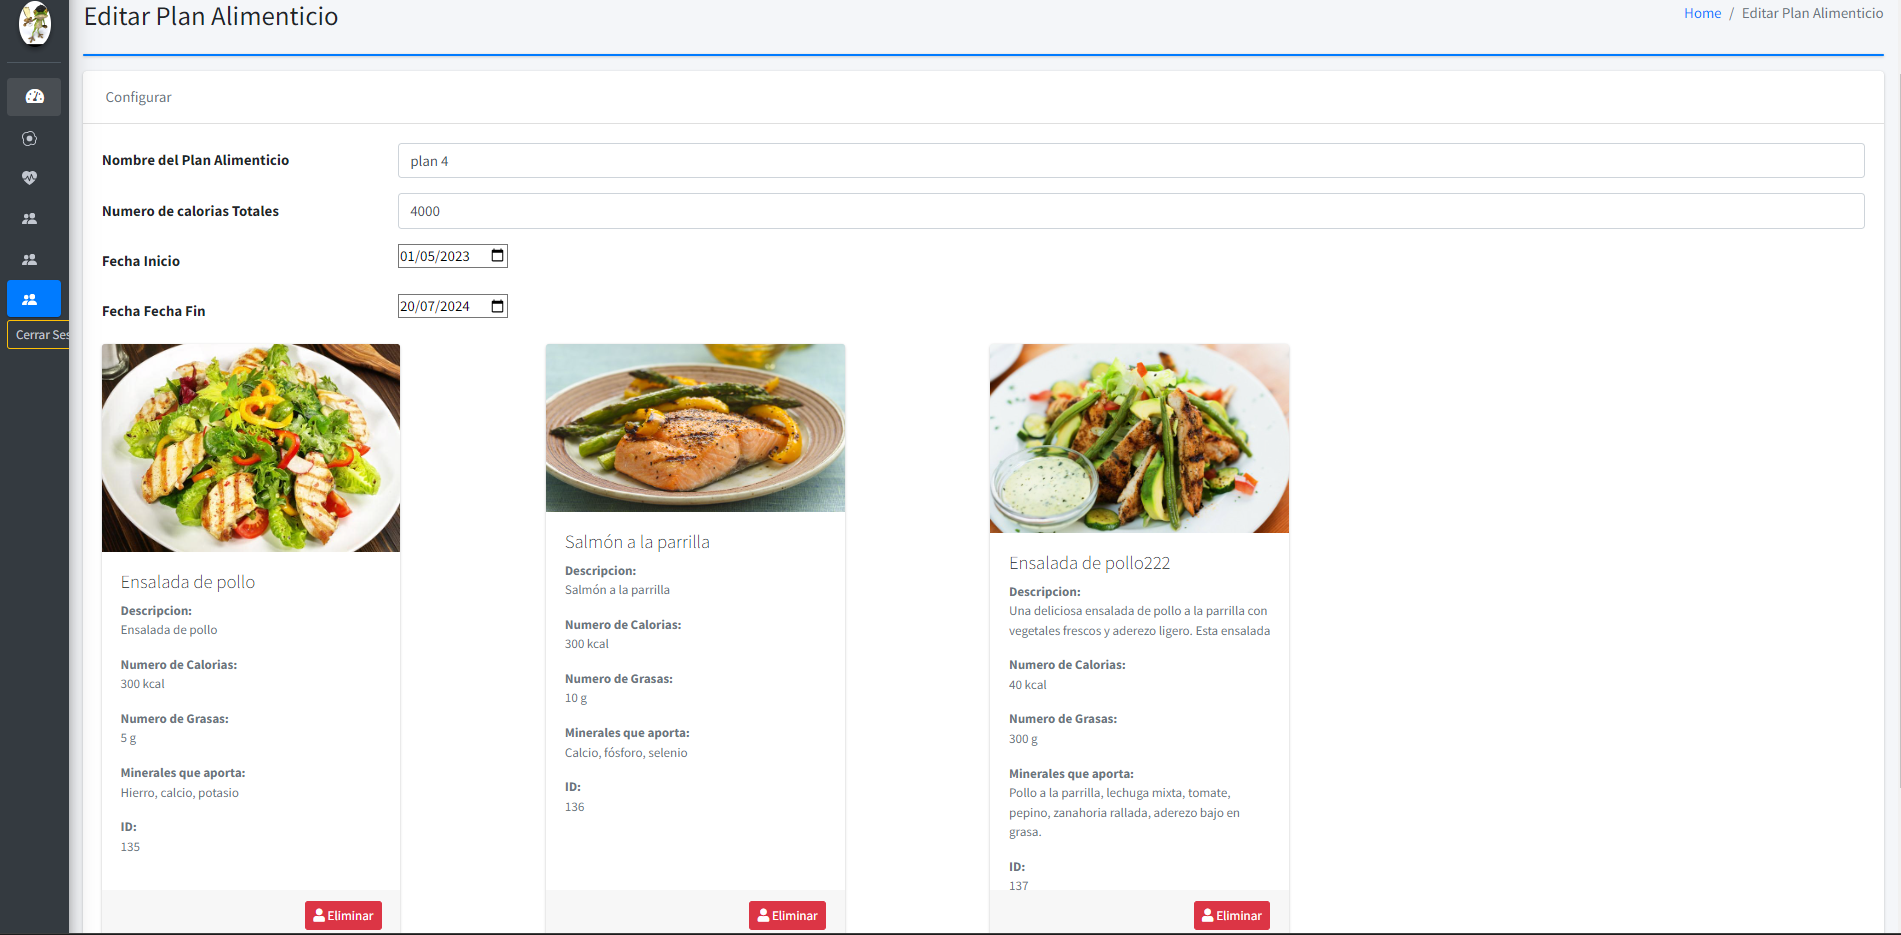 Editar Plan Alimenticio
Home / Editar Plan Alimenticio
Configurar
Nombre del Plan Alimenticio
plan 4
Numero de calorias Totales
4000
Fecha Inicio
01/05/2023
Fecha Fecha Fin
20/07/2024
Cerrar Ses
Ensalada de pollo
Descripcion:
Ensalada de pollo
Numero de Calorias:
300 kcal
Numero de Grasas:
5 g
Minerales que aporta:
Hierro, calcio, potasio
ID:
135
Eliminar
Salmón a la parrilla
Descripcion:
Salmón a la parrilla
Numero de Calorias:
300 kcal
Numero de Grasas:
10 g
Minerales que aporta:
Calcio, fósforo, selenio
ID:
136
Eliminar
Ensalada de pollo222
Descripcion:
Una deliciosa ensalada de pollo a la parrilla con
vegetales frescos y aderezo ligero. Esta ensalada
Numero de Calorias:
40 kcal
Numero de Grasas:
300 g
Minerales que aporta:
Pollo a la parrilla, lechuga mixta, tomate,
pepino, zanahoria rallada, aderezo bajo en
grasa.
ID:
137
Eliminar